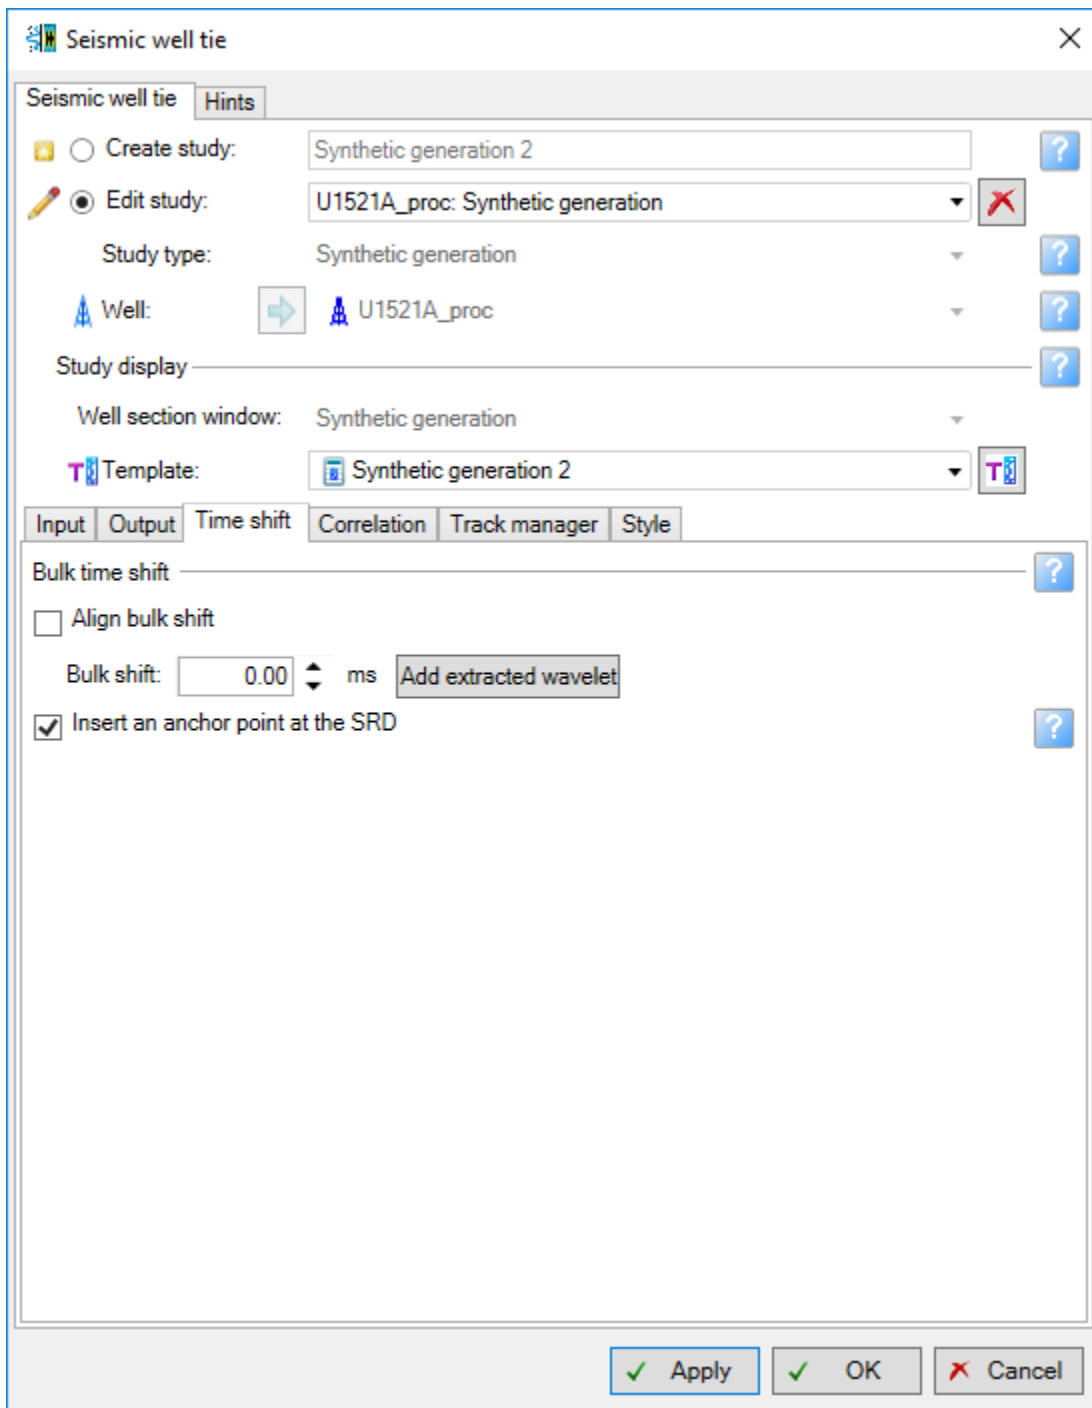 Seismic well tie
Seismic well tie Hints
Create study: Synthetic generation 2 ?
Edit study: U1521A_proc: Synthetic generation
Study type: Synthetic generation ?
Well: U1521A_proc ?
Study display ?
Well section window: Synthetic generation
T Template: Synthetic generation 2 T
Input Output Time shift Correlation Track manager Style
Bulk time shift ?
Align bulk shift
Bulk shift: 0.00 ms Add extracted wavelet
Insert an anchor point at the SRD ?
Apply OK Cancel